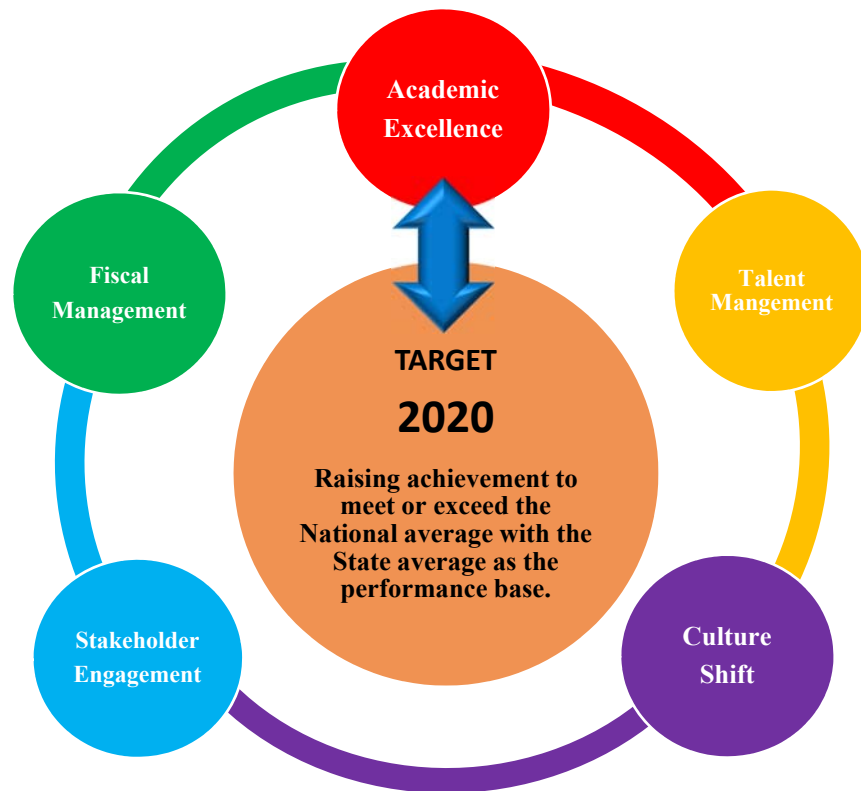 Academic
Excellence
Fiscal
Management
Talent
Mangement
TARGET
2020
Raising achievement to
meet or exceed the
National average with the
State average as the
performance base.
Stakeholder
Engagement
Culture
Shift